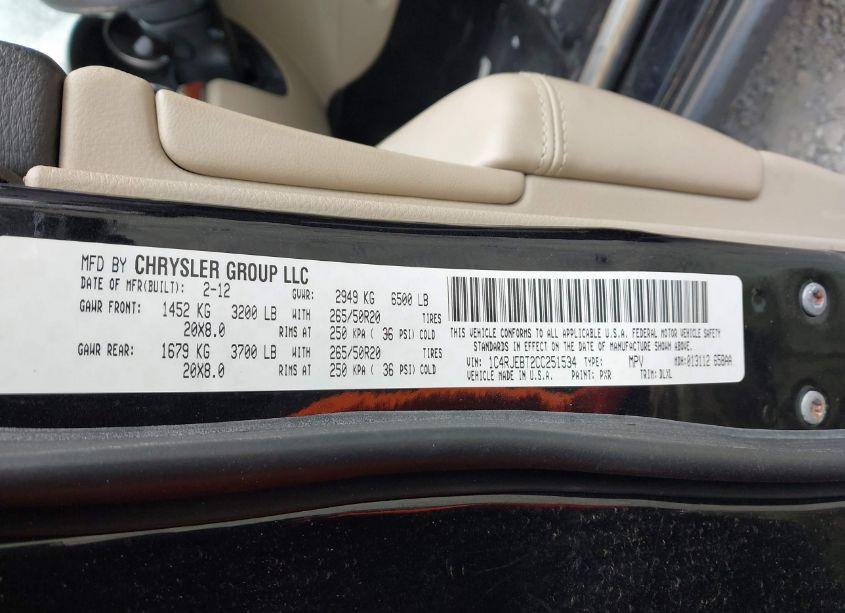 MFD BY CHRYSLER GROUP LLC
DATE OF MFR(BUILT): 2-12 GVWR: 2949 KG 6500 LB
GAWR FRONT: 1452 KG 3200 LB WITH 265/50R20 TIRES
20X8.0 RIMS AT 250 KPA ( 36 PSI) COLD
GAWR REAR: 1679 KG 3700 LB WITH 265/50R20 TIRES
20X8.0 RIMS AT 250 KPA ( 36 PSI) COLD
THIS VEHICLE CONFORMS TO ALL APPLICABLE U.S.A. FEDERAL MOTOR VEHICLE SAFETY
STANDARDS IN EFFECT ON THE DATE OF MANUFACTURE SHOWN ABOVE.
VIN: 1C4RJEBT2CC251534 TYPE: MPV MDH:013112 658AA
VEHICLE MADE IN U.S.A. PAINT: PXR TRIM: DLXL